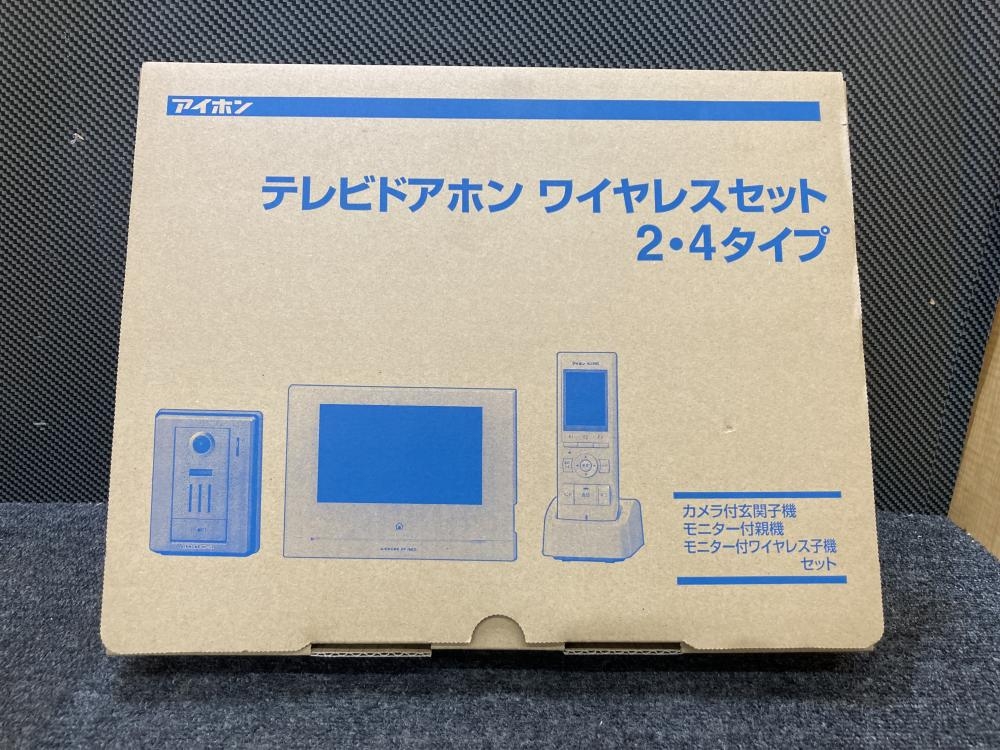 アイホン
テレビドアホン ワイヤレスセット
2・4タイプ
カメラ付玄関子機
モニター付親機
モニター付ワイヤレス子機
セット